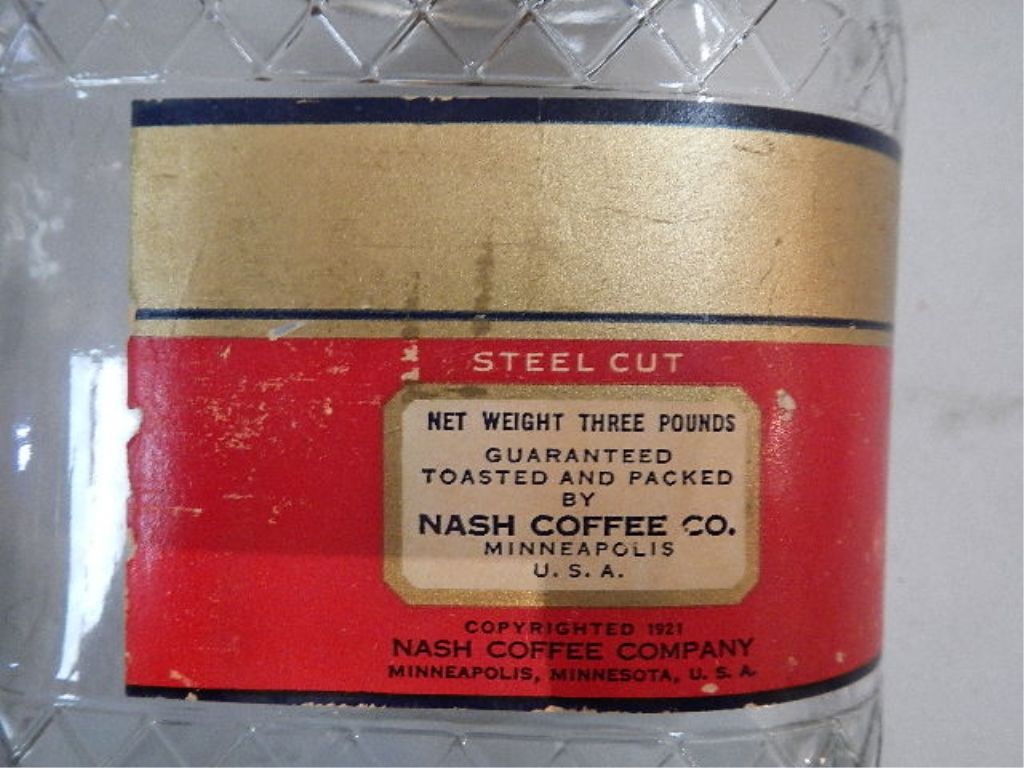 STEEL CUT
NET WEIGHT THREE POUNDS
GUARANTEED
TOASTED AND PACKED
BY
NASH COFFEE CO.
MINNEAPOLIS
U. S. A.
COPYRIGHTED 1921
NASH COFFEE COMPANY
MINNEAPOLIS, MINNESOTA, U. S. A.